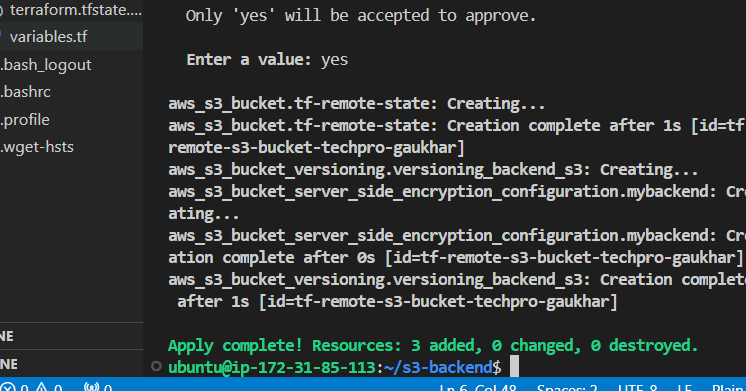 terraform.tfstate....
variables.tf
.bash_logout
.bashrc
.profile
.wget-hsts
NE
NE
0 0 0
Only 'yes' will be accepted to approve.
Enter a value: yes
aws_s3_bucket.tf-remote-state: Creating...
aws_s3_bucket.tf-remote-state: Creation complete after 1s [id=tf-
remote-s3-bucket-techpro-gaukhar]
aws_s3_bucket_versioning.versioning_backend_s3: Creating...
aws_s3_bucket_server_side_encryption_configuration.mybackend: Cre
ating...
aws_s3_bucket_server_side_encryption_configuration.mybackend: Cre
ation complete after 0s [id=tf-remote-s3-bucket-techpro-gaukhar]
aws_s3_bucket_versioning.versioning_backend_s3: Creation complete
after 1s [id=tf-remote-s3-bucket-techpro-gaukhar]
Apply complete! Resources: 3 added, 0 changed, 0 destroyed.
ubuntu@ip-172-31-85-113:~/s3-backend$
Ln 6, Col 48 Spaces: 2 UTF-8 LF Plain